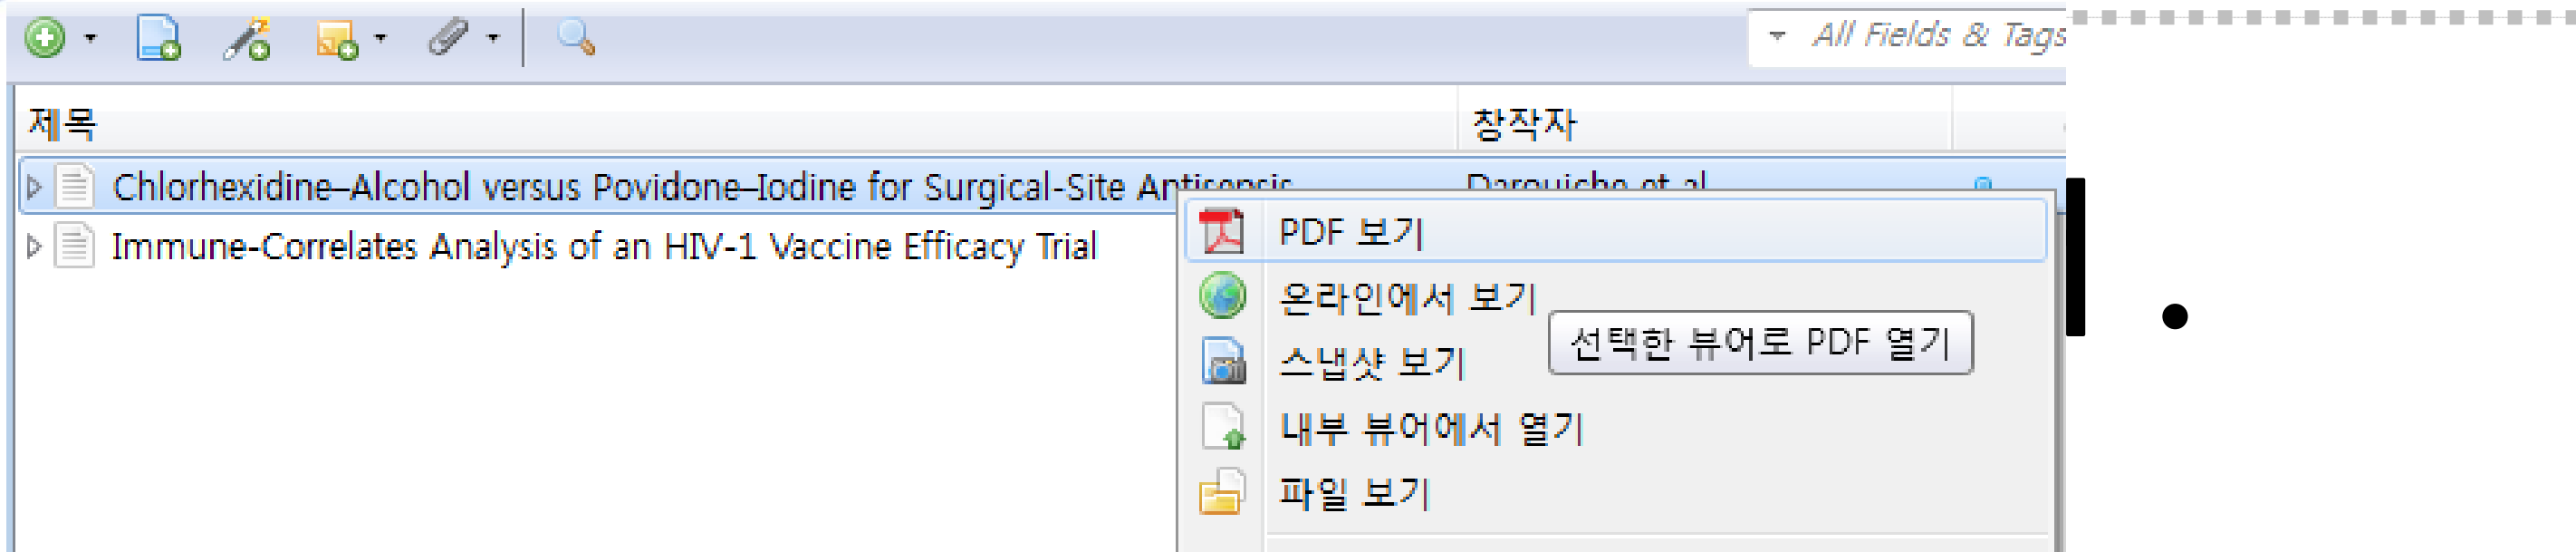 All Fields & Tags
제목 창작자
Chlorhexidine–Alcohol versus Povidone–Iodine for Surgical-Site Antisepsis Darouiche et al.
Immune-Correlates Analysis of an HIV-1 Vaccine Efficacy Trial
PDF 보기
온라인에서 보기
선택한 뷰어로 PDF 열기
스냅샷 보기
내부 뷰어에서 열기
파일 보기